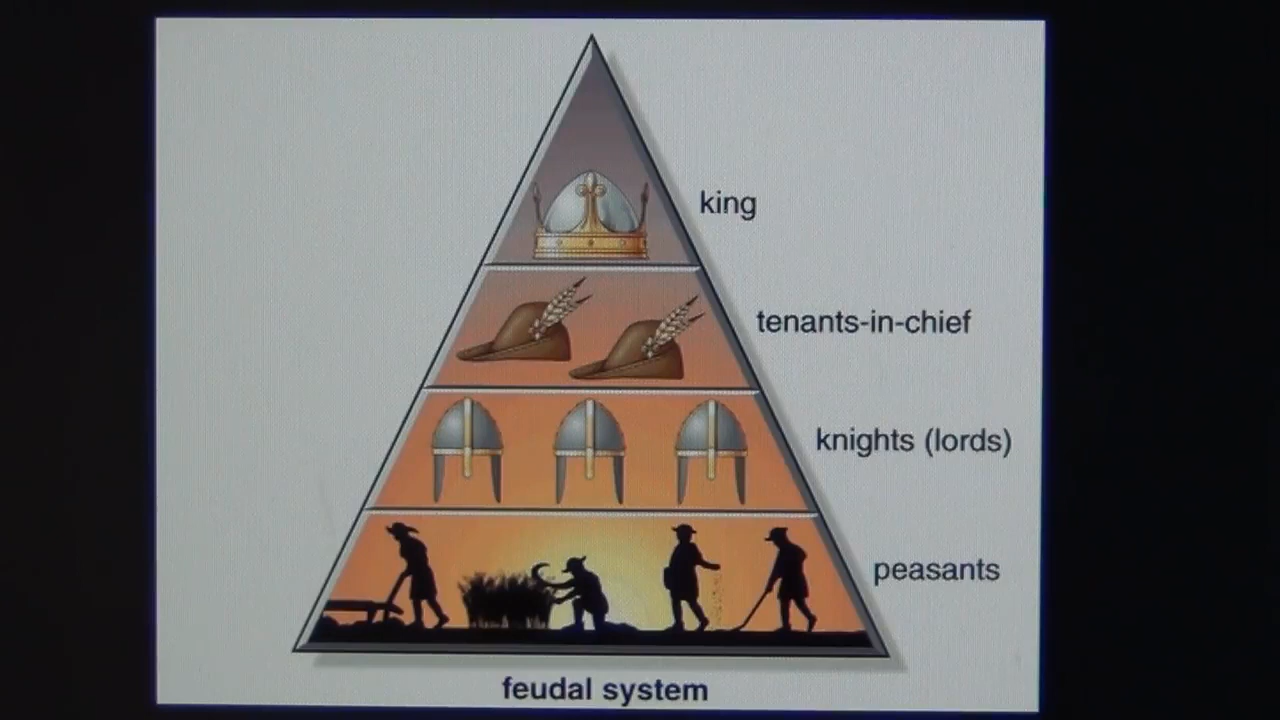 king
tenants-in-chief
knights (lords)
peasants
feudal system